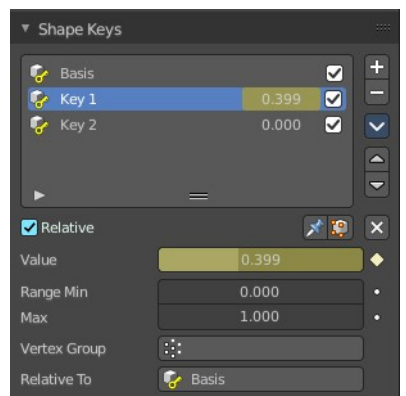 Shape Keys
Basis
Key 1 0.399
Key 2 0.000
Relative
Value 0.399
Range Min 0.000
Max 1.000
Vertex Group
Relative To Basis